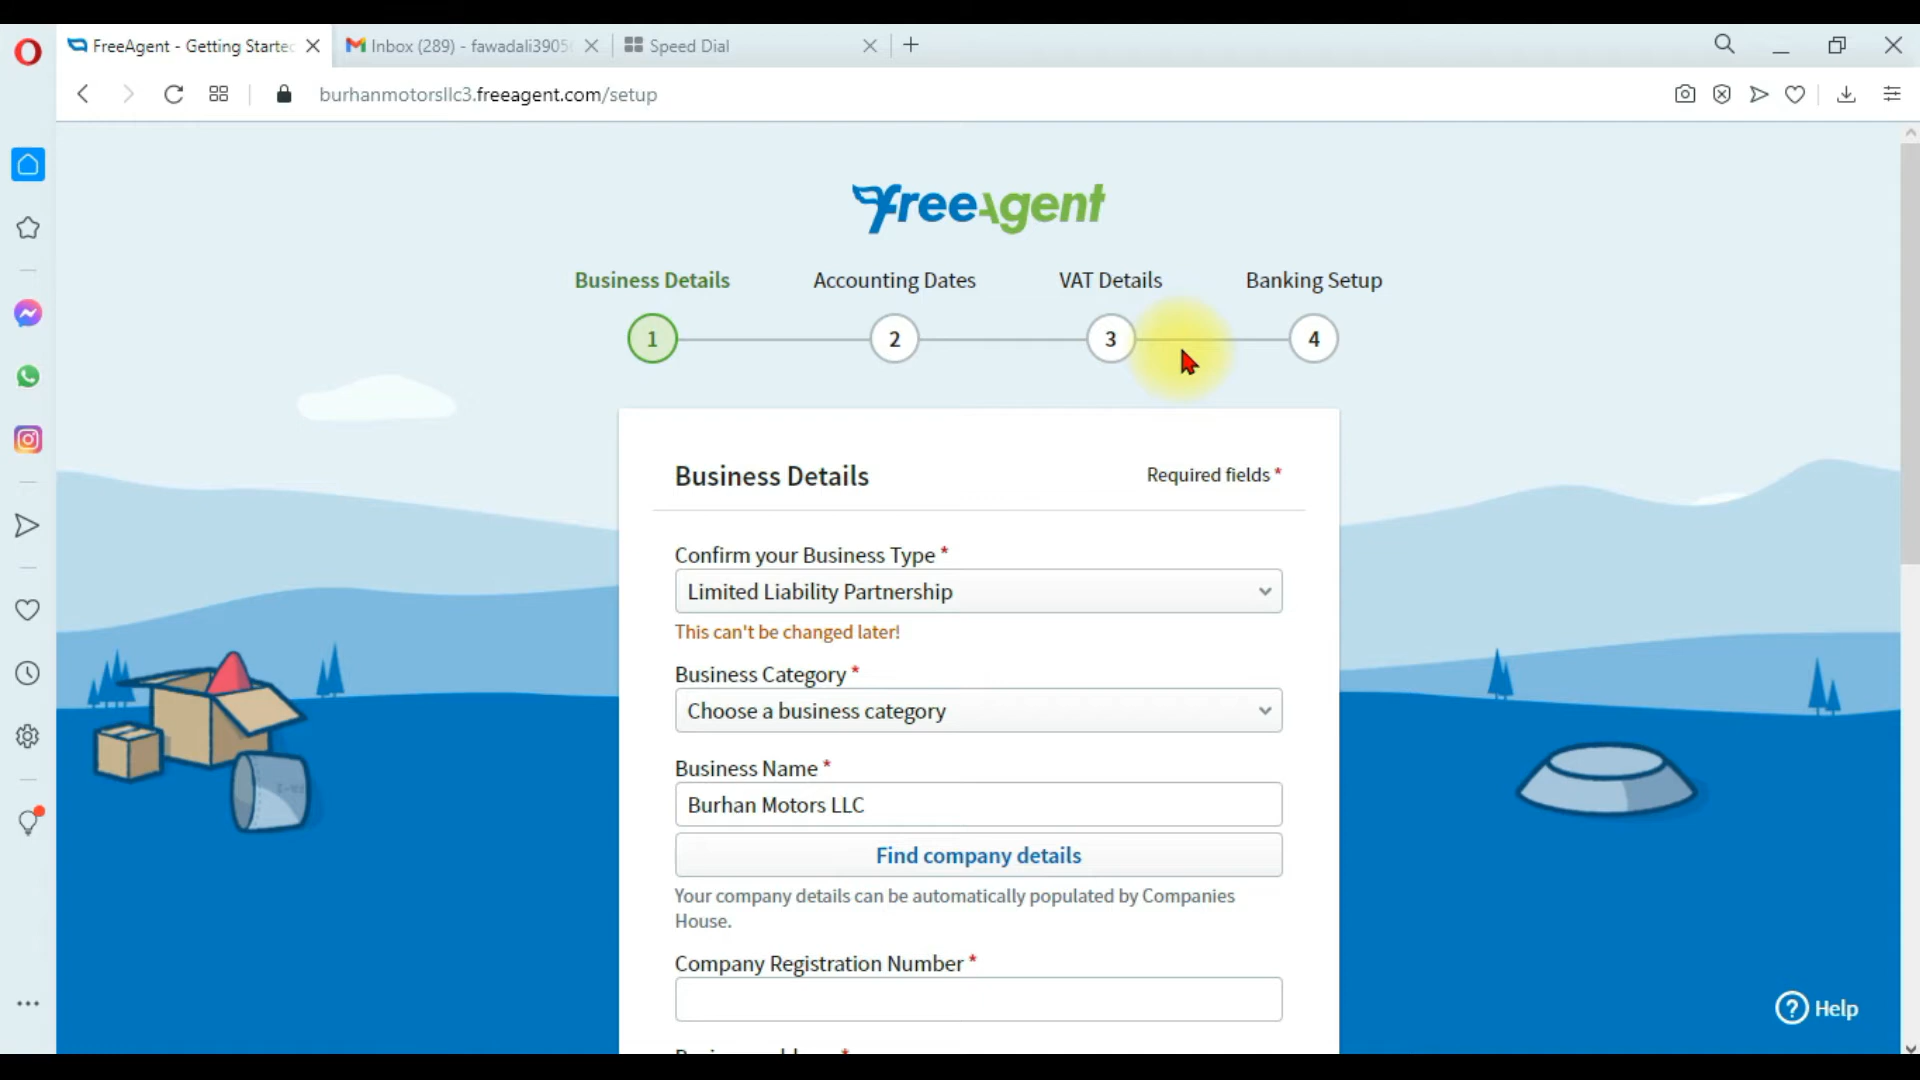 FreeAgent - Getting Starte
Inbox (289) - fawadali3905
Speed Dial
burhanmotorsllc3.freeagent.com/setup
freeAgent
Business Details
Accounting Dates
VAT Details
Banking Setup
1
2
3
4
Business Details
Required fields *
Confirm your Business Type *
Limited Liability Partnership
This can't be changed later!
Business Category *
Choose a business category
Business Name *
Burhan Motors LLC
Find company details
Your company details can be automatically populated by Companies
House.
Company Registration Number *
? Help